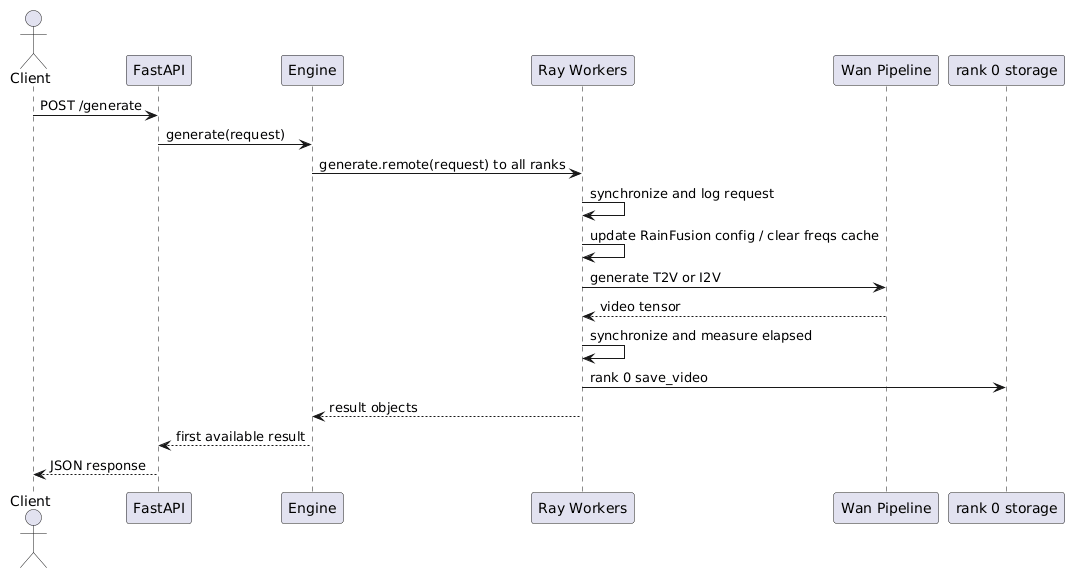 Client
FastAPI
Engine
Ray Workers
Wan Pipeline
rank 0 storage
POST /generate
generate(request)
generate.remote(request) to all ranks
synchronize and log request
update RainFusion config / clear freqs cache
generate T2V or I2V
video tensor
synchronize and measure elapsed
rank 0 save_video
result objects
first available result
JSON response
Client
FastAPI
Engine
Ray Workers
Wan Pipeline
rank 0 storage